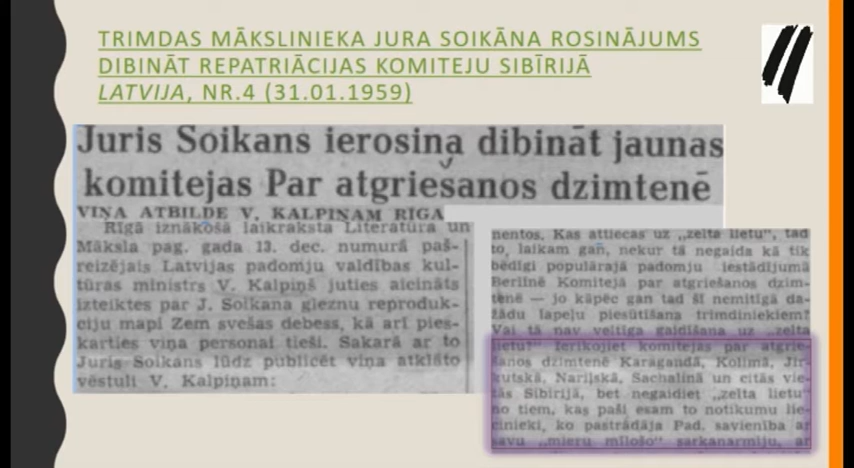 TRIMDAS MĀKSLINIEKA JURA SOIKĀNA ROSINĀJUMS
DIBINĀT REPATRIĀCIJAS KOMITEJU SIBĪRIJĀ
LATVIJA, NR.4 (31.01.1959)
Juris Soikans ierosina dibināt jaunas
komitejas Par atgriešanos dzimtenē
VIŅA ATBILDE V. KALPIŅAM RIGA
Rīgā iznākošā laikraksta Literatūra un
Māksla pag. gada 13. dec. numurā paš-
reizējais Latvijas padomju valdības kul-
tūras ministrs V. Kalpiņš juties aicināts
izteikties par J. Soikana gleznu reproduk-
ciju mapi Zem svešas debess, kā arī pies-
karties viņa personai tieši. Sakarā ar to
Juris Soikans lūdz publicēt viņa atklāto
vēstuli V. Kalpiņam:
mentos. Kas attiecas uz „zelta lietu“, tad
to, laikam gan, nekur tā negaida kā tik
bēdīgi populārajā padomju iestādījumā
Berlīnē Komitejā par atgriešanos dzim-
tenē — jo kāpēc gan tad šī nemitīgā da-
žādu lapeļu piesūtīšana trimdiniekiem?
Vai tā nav veltīga gaidīšana uz „zelta
lietu?“ Ierīkojiet komitejas par atgrie-
šanos dzimtenē Karagandā, Kolimā, Jir-
kutskā, Nariļskā, Sachalīnā un citās vie-
tās Sibīrijā, bet negaidiet „zelta lietu“
no tiem, kas paši esam to notikumu lie-
cinieki, ko pastrādāja Pad. savienība ar
savu „mieru mīlošo“ sarkanarmiju, ar